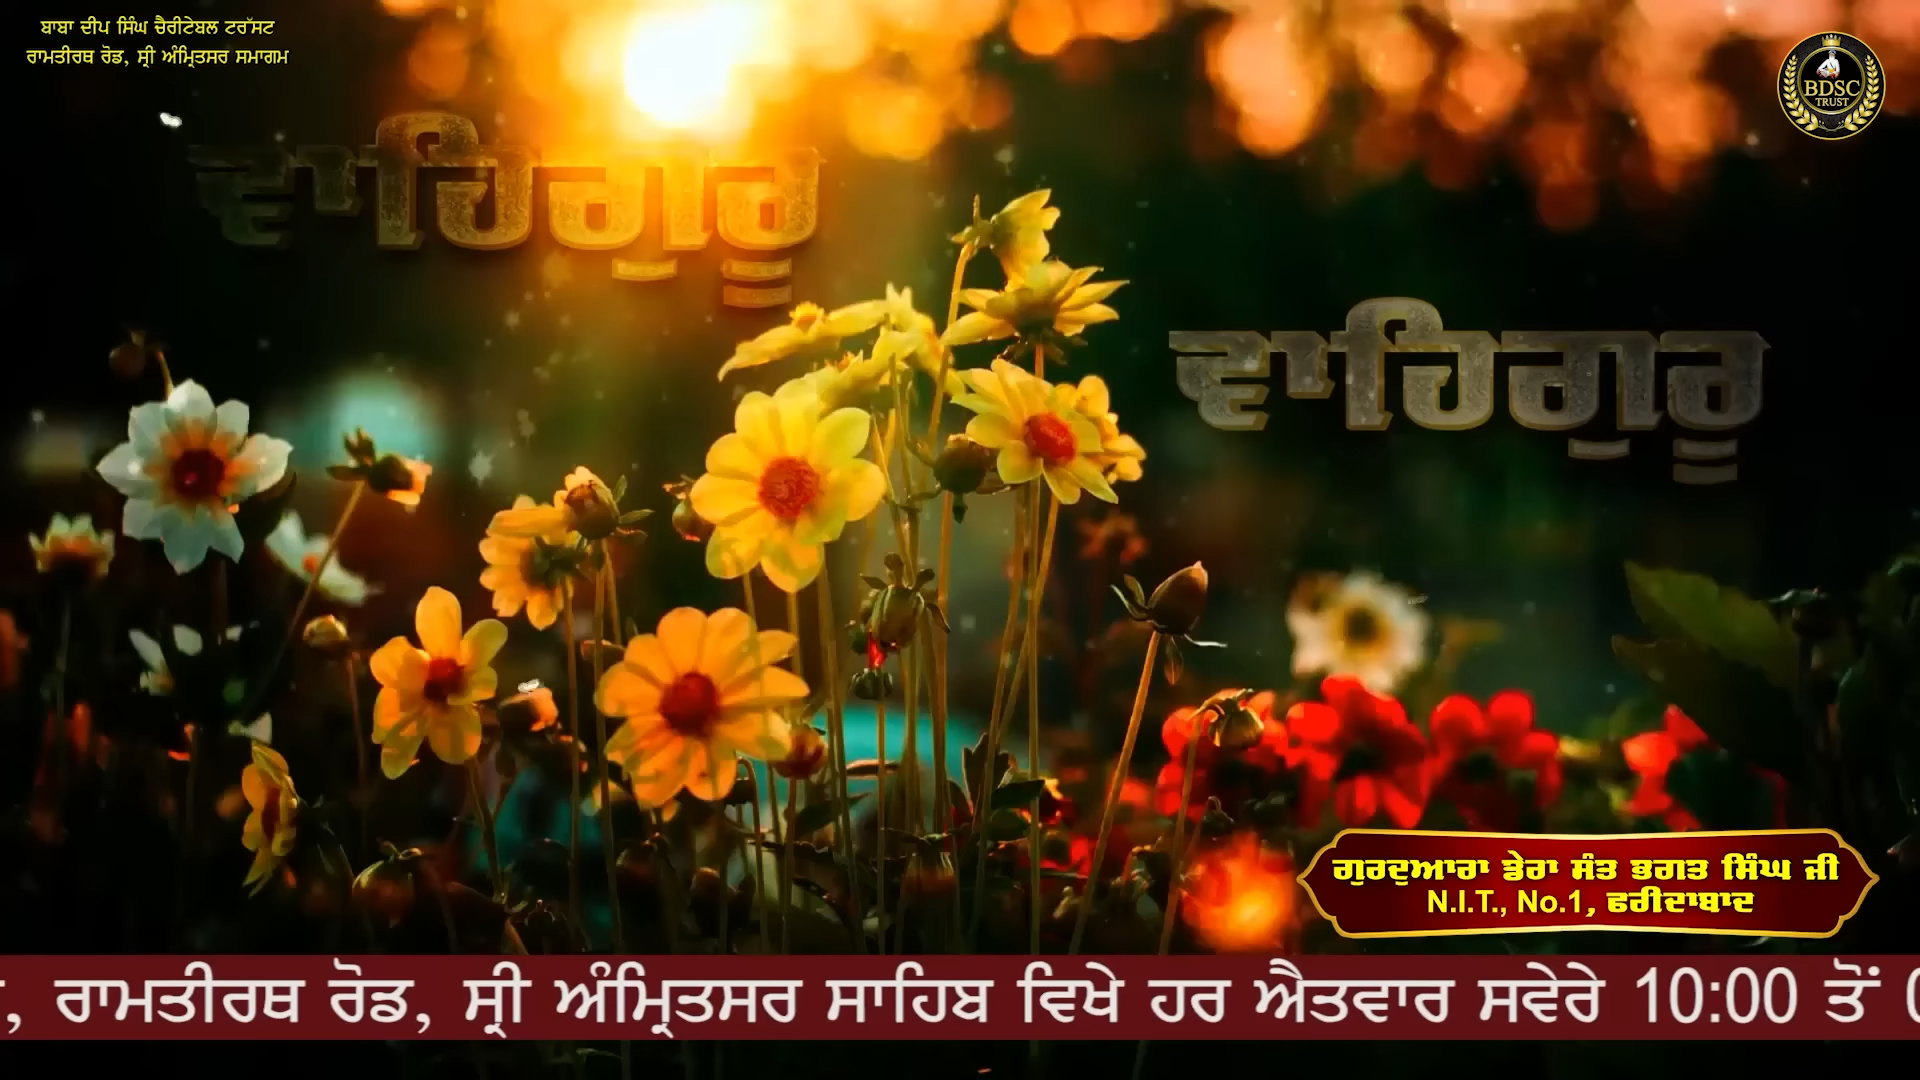 ਬਾਬਾ ਦੀਪ ਸਿੰਘ ਚੈਰੀਟੇਬਲ ਟਰੱਸਟ
ਰਾਮਤੀਰਥ ਰੋਡ, ਸ੍ਰੀ ਅੰਮ੍ਰਿਤਸਰ ਸਮਾਗਮ
BDSC
TRUST
ਵਾਹਿਗੁਰੂ
ਵਾਹਿਗੁਰੂ
ਗੁਰਦੁਆਰਾ ਡੇਰਾ ਸੰਤ ਭਗਤ ਸਿੰਘ ਜੀ
N.I.T., No.1, ਫਰੀਦਾਬਾਦ
, ਰਾਮਤੀਰਥ ਰੋਡ, ਸ੍ਰੀ ਅੰਮ੍ਰਿਤਸਰ ਸਾਹਿਬ ਵਿਖੇ ਹਰ ਐਤਵਾਰ ਸਵੇਰੇ 10:00 ਤੋਂ